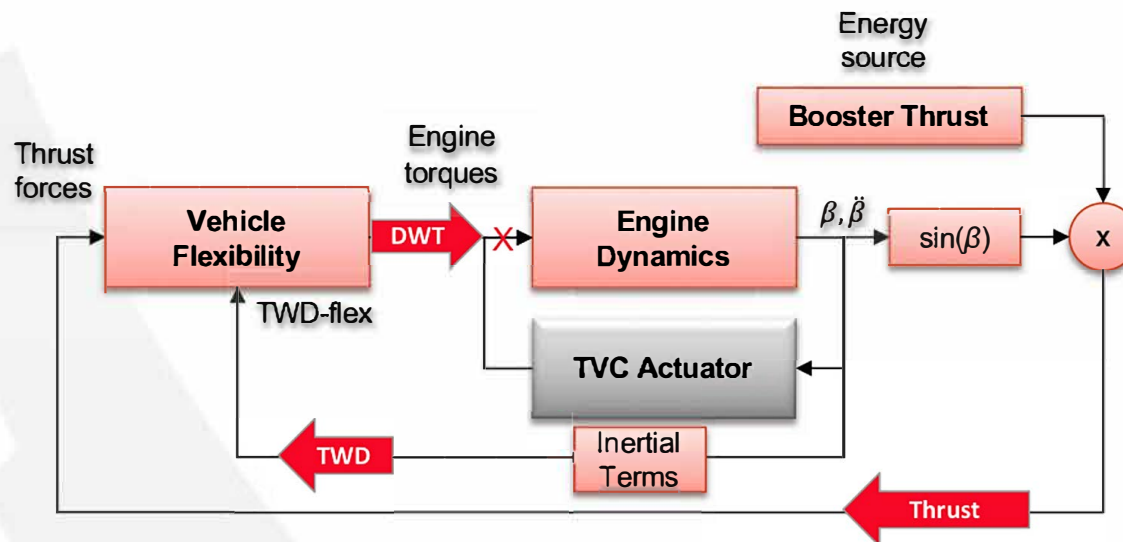 Energy
source
Booster Thrust
Thrust
forces
Engine
torques
Vehicle
Flexibility
DWT
X
Engine
Dynamics
β, β̈
sin(β)
x
TWD-flex
TVC Actuator
TWD
Inertial
Terms
Thrust